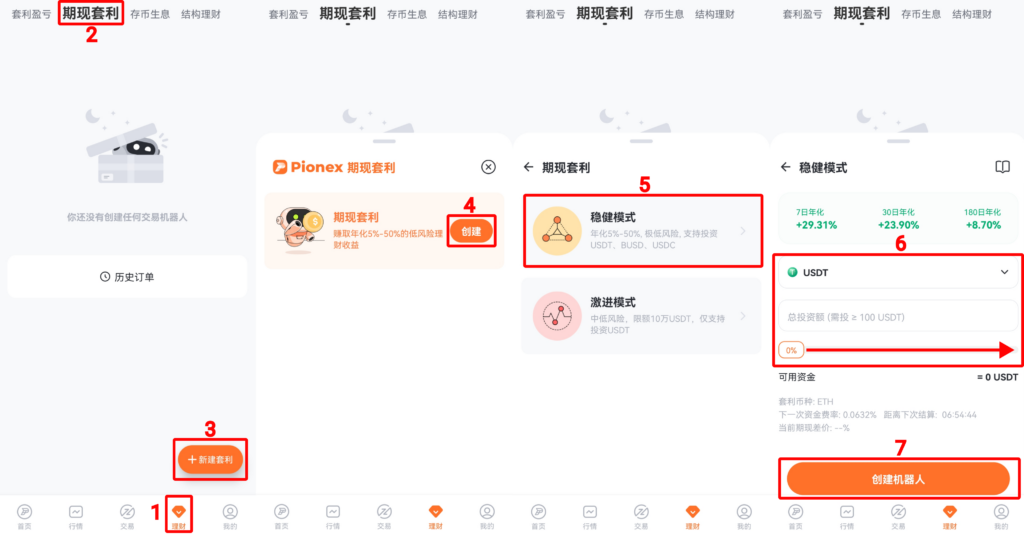 套利盈亏 期现套利 存币生息 结构理财
2
你还没有创建任何交易机器人
历史订单
3
+新建套利
1
首页 行情 交易 理财 我的
套利盈亏 期现套利 存币生息 结构理财
Pionex 期现套利
4
期现套利
赚取年化5%-50%的低风险理
财收益
创建
首页 行情 交易 理财 我的
套利盈亏 期现套利 存币生息 结构理财
期现套利
5
稳健模式
年化5%-50%, 极低风险, 支持投资
USDT、BUSD、USDC
激进模式
中低风险，限额10万USDT，仅支持
投资USDT
首页 行情 交易 理财 我的
套利盈亏 期现套利 存币生息 结构理财
稳健模式
7日年化 30日年化 180日年化
+29.31% +23.90% +8.70%
6
USDT
总投资额 (需投 ≥ 100 USDT)
0%
可用资金 = 0 USDT
套利币种: ETH
下一次资金费率: 0.0632% 距离下次结算: 06:54:44
当前期现差价: --%
7
创建机器人
首页 行情 交易 理财 我的